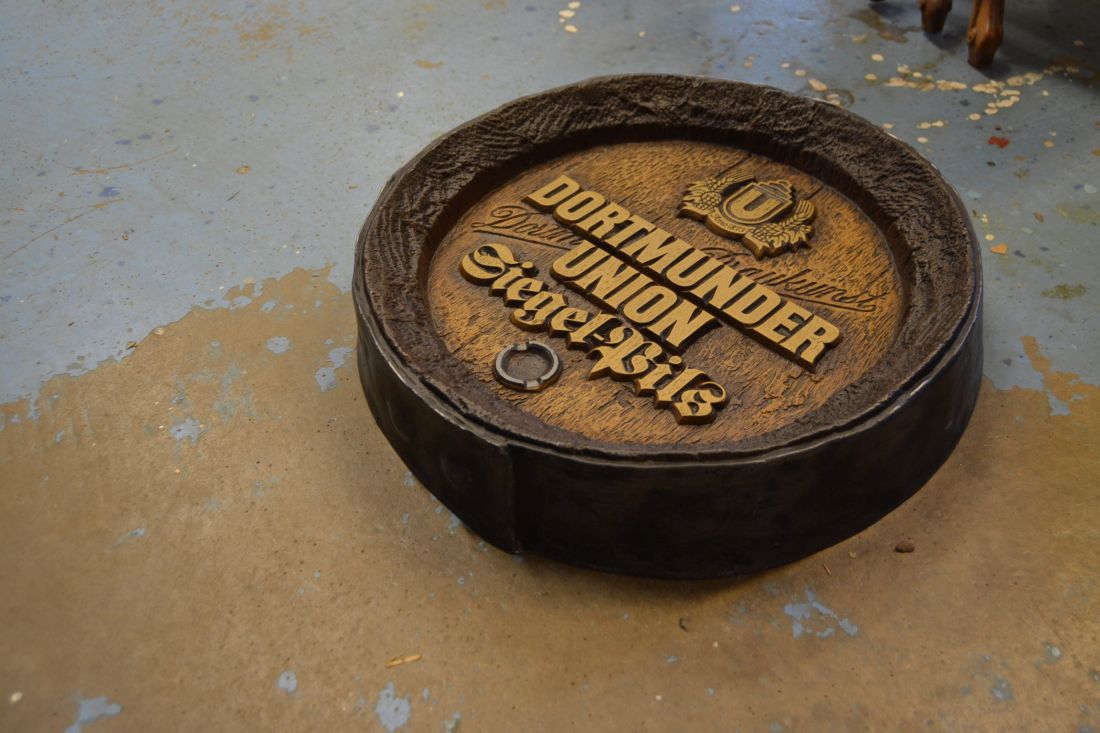 U
DORTMUNDER
UNION
Siegel-Pils